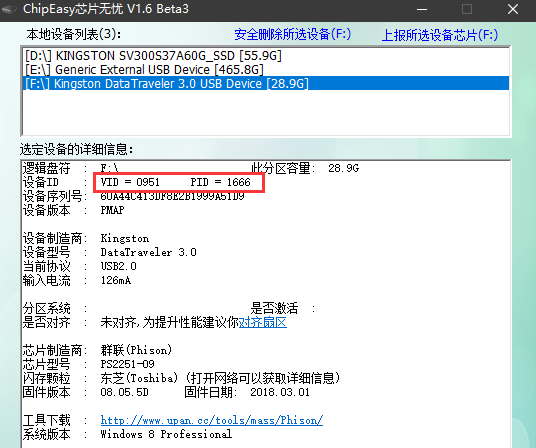 ChipEasy芯片无忧 V1.6 Beta3
本地设备列表(3)： 安全删除所选设备(F:) 上报所选设备芯片(F:)
[D:\] KINGSTON SV300S37A60G_SSD [55.9G]
[E:\] Generic External USB Device [465.8G]
[F:\] Kingston DataTraveler 3.0 USB Device [28.9G]
选定设备的详细信息：
逻辑盘符 : F:\ 此分区容量: 28.9G
设备ID : VID = 0951 PID = 1666
设备序列号: 60A44C413DF8E2B1999A51D9
设备版本 : PMAP
设备制造商: Kingston
设备型号 : DataTraveler 3.0
当前协议 : USB2.0
输入电流 : 126mA
分区系统 : 是否激活 :
是否对齐 : 未对齐,为提升性能建议你对齐扇区
芯片制造商: 群联(Phison)
芯片型号 : PS2251-09
闪存颗粒 : 东芝(Toshiba) (打开网络可以获取详细信息)
固件版本 : 08.05.5D 固件日期: 2018.03.01
工具下载 : http://www.upan.cc/tools/mass/Phison/
系统版本 : Windows 8 Professional